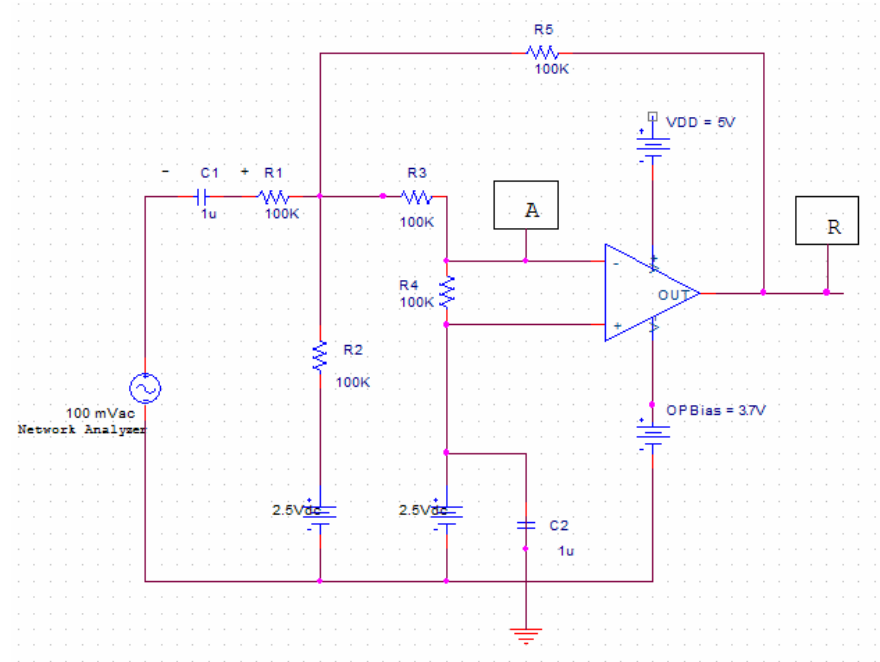 R5
100K
VDD = 5V
+
-
- C1 + R1
1u 100K
R3
100K
A
R
R4
100K
-
+
OUT
+
R2
100K
100 mVac
Network Analyzer
+
-
OPBias = 3.7V
+
-
2.5Vdc
+
-
2.5Vdc
C2
1u